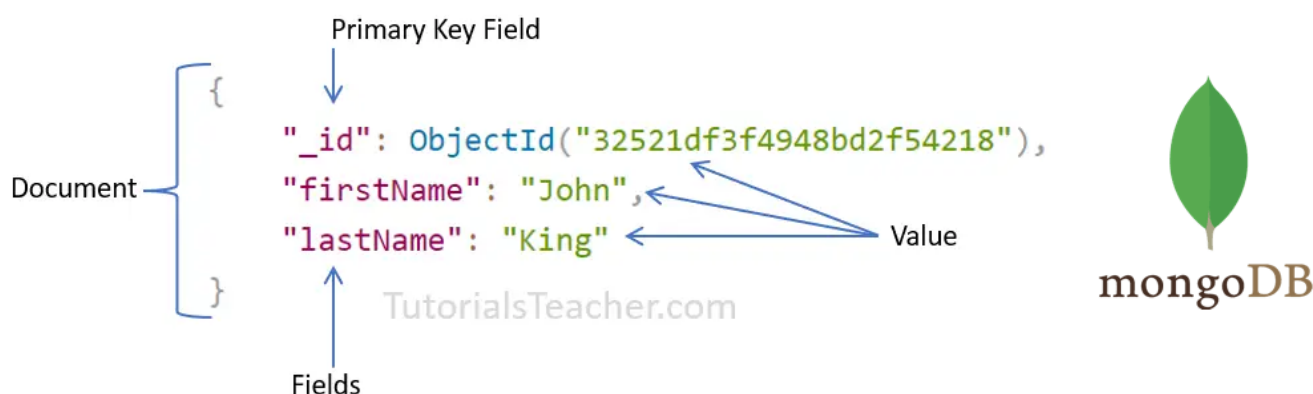 Primary Key Field
{
"_id": ObjectId("32521df3f4948bd2f54218"),
Document
"firstName": "John",
"lastName": "King"
Value
}
TutorialsTeacher.com
Fields
mongoDB